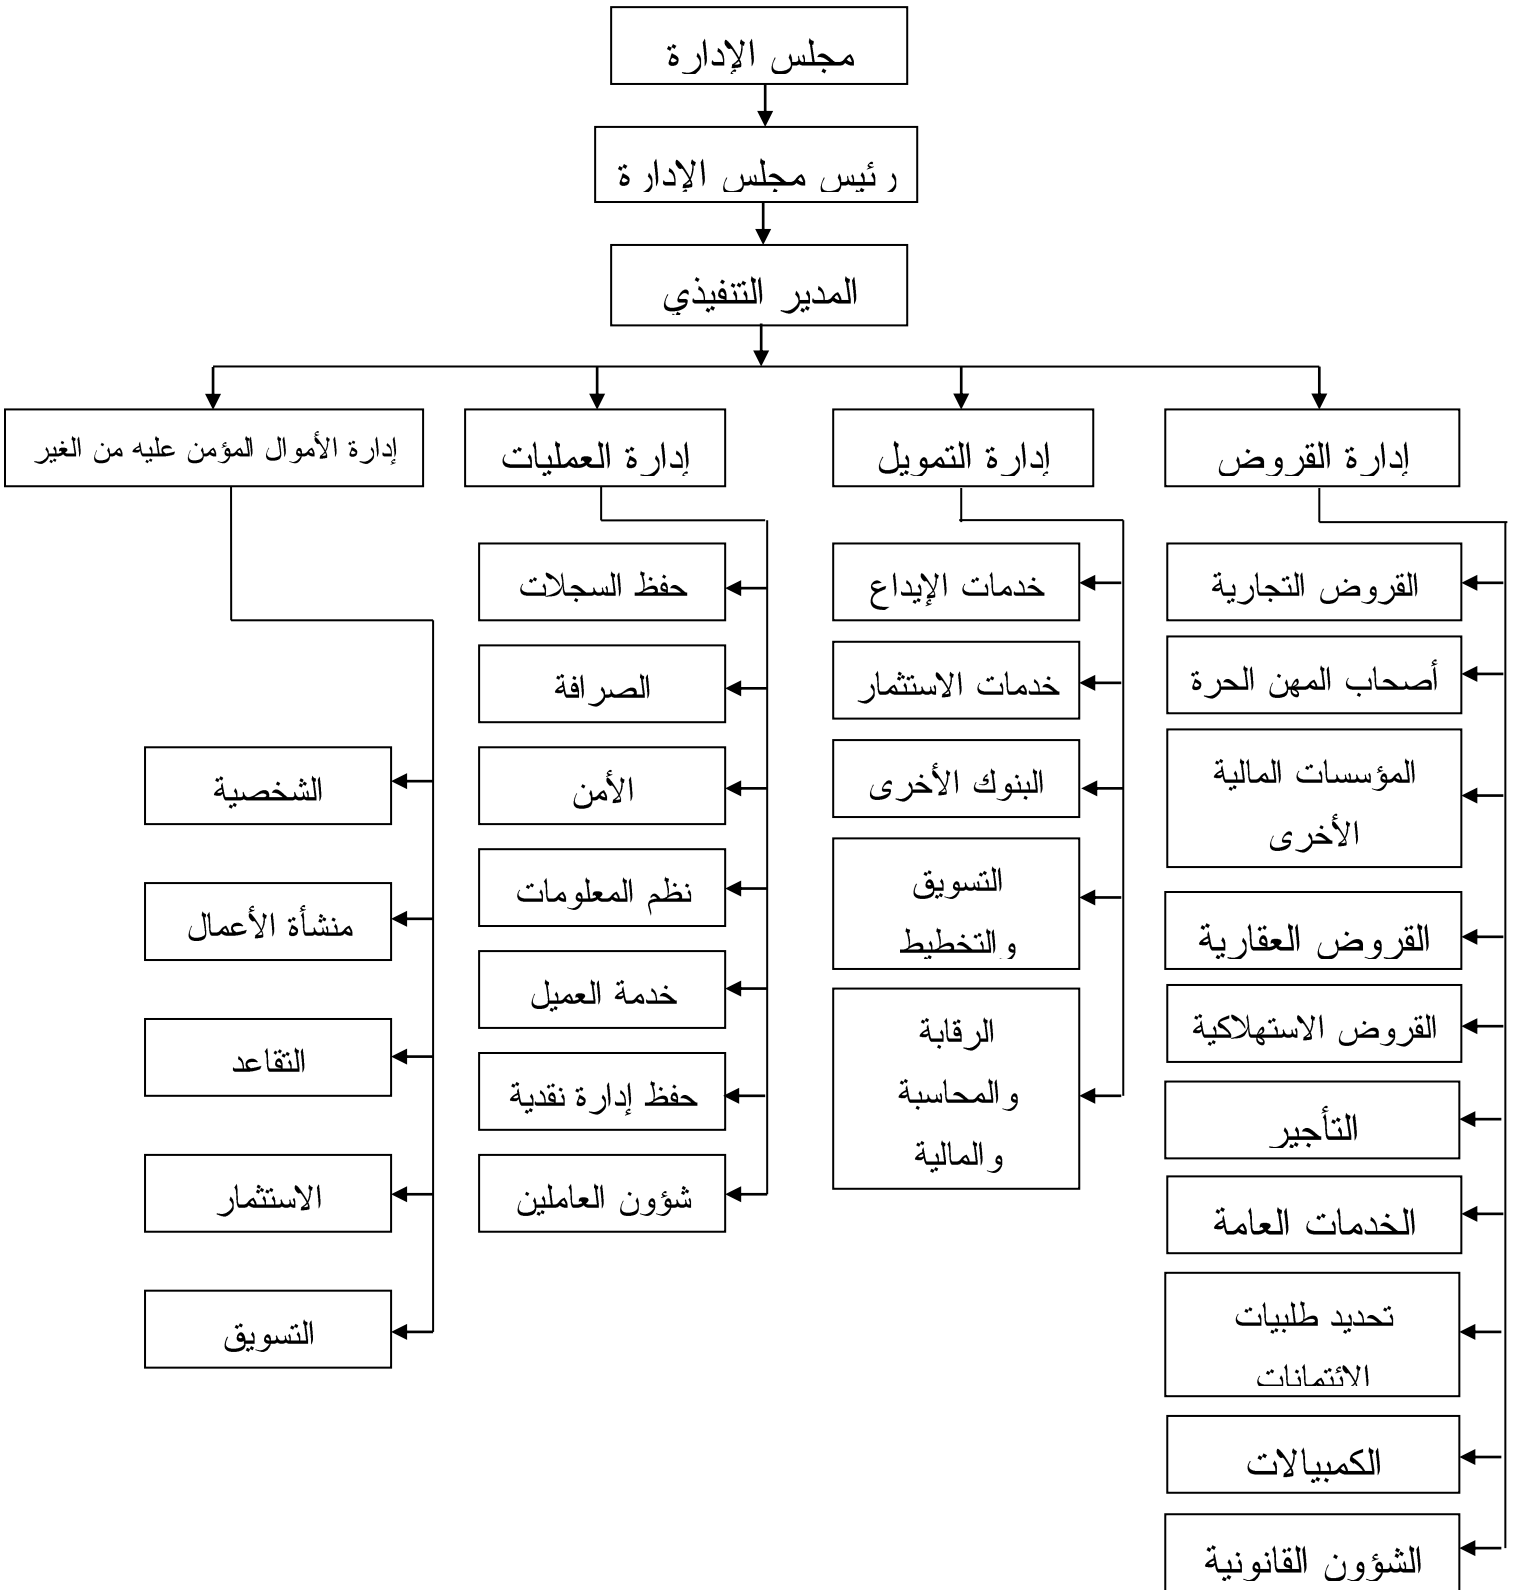 مجلس الإدارة
رئيس مجلس الإدارة
المدير التنفيذي
إدارة القروض
إدارة التمويل
إدارة العمليات
إدارة الأموال المؤمن عليه من الغير
القروض التجارية
أصحاب المهن الحرة
المؤسسات المالية
الأخرى
القروض العقارية
القروض الاستهلاكية
التأجير
الخدمات العامة
تحديد طلبيات
الائتمانات
الكمبيالات
الشؤون القانونية
خدمات الإيداع
خدمات الاستثمار
البنوك الأخرى
التسويق
والتخطيط
الرقابة
والمحاسبة
والمالية
حفظ السجلات
الصرافة
الأمن
نظم المعلومات
خدمة العميل
حفظ إدارة نقدية
شؤون العاملين
الشخصية
منشأة الأعمال
التقاعد
الاستثمار
التسويق